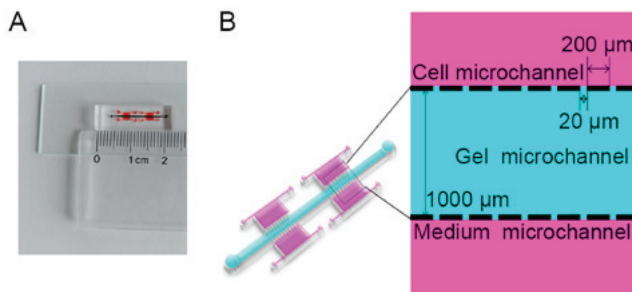 A
B
0 1cm 2
200 µm
Cell microchannel
20 µm
Gel microchannel
1000 µm
Medium microchannel